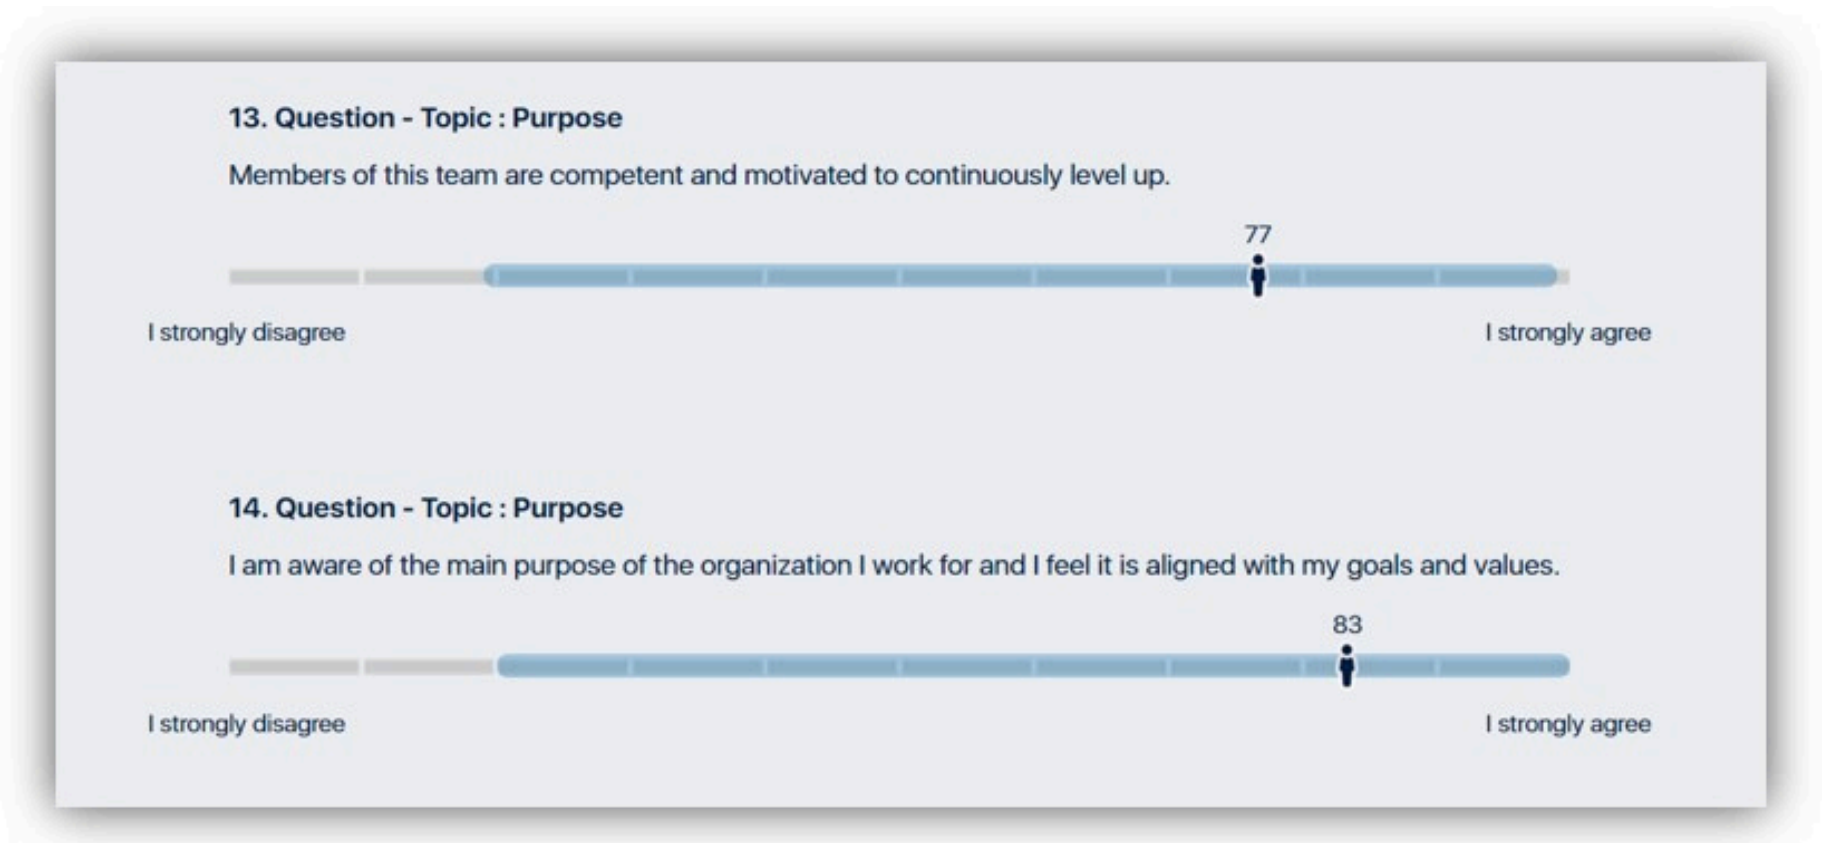 13. Question - Topic : Purpose
Members of this team are competent and motivated to continuously level up.
77
I strongly disagree
I strongly agree
14. Question - Topic : Purpose
I am aware of the main purpose of the organization I work for and I feel it is aligned with my goals and values.
83
I strongly disagree
I strongly agree